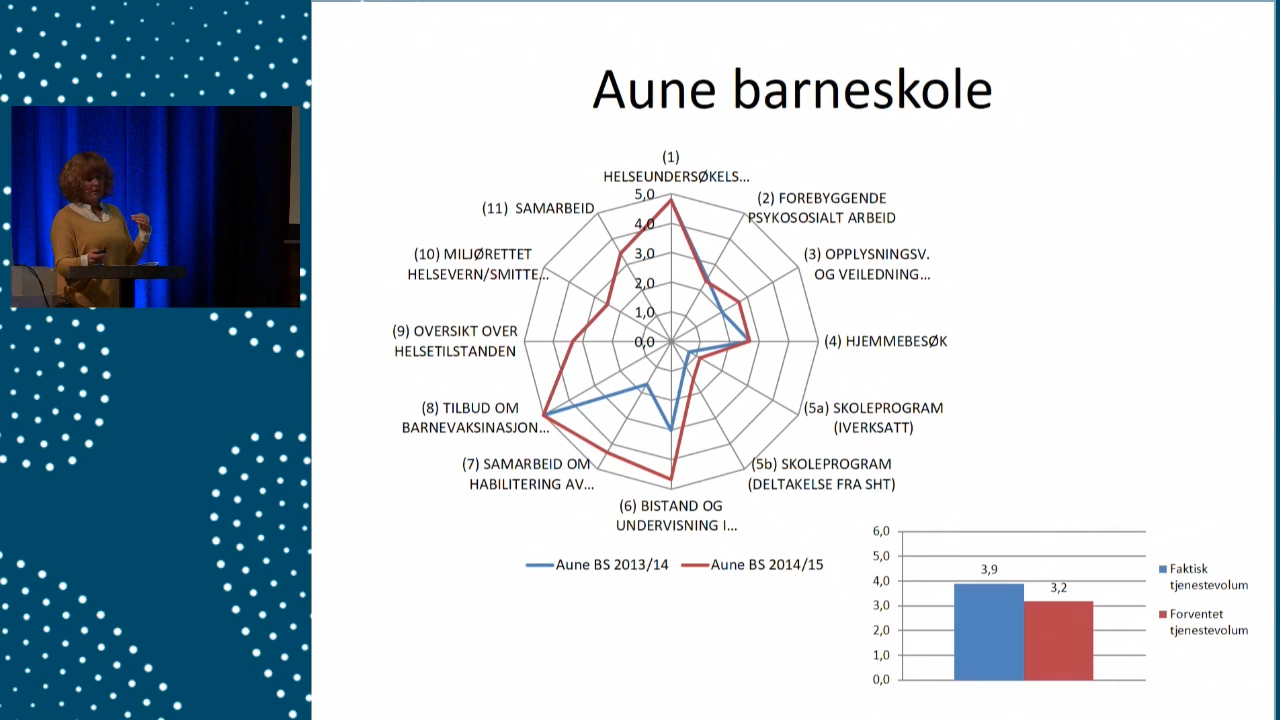 Aune barneskole
(1)
HELSEUNDERSØKELS...
(2) FOREBYGGENDE
PSYKOSOSIALT ARBEID
(3) OPPLYSNINGSV.
OG VEILEDNING...
(4) HJEMMEBESØK
(5a) SKOLEPROGRAM
(IVERKSATT)
(5b) SKOLEPROGRAM
(DELTAKELSE FRA SHT)
(6) BISTAND OG
UNDERVISNING I...
(7) SAMARBEID OM
HABILITERING AV...
(8) TILBUD OM
BARNEVAKSINASJON...
(9) OVERSIKT OVER
HELSETILSTANDEN
(10) MILJØRETTET
HELSEVERN/SMITTE...
(11) SAMARBEID
5,0
4,0
3,0
2,0
1,0
0,0
Aune BS 2013/14
Aune BS 2014/15
6,0
5,0
4,0
3,0
2,0
1,0
0,0
3,9
3,2
Faktisk
tjenestevolum
Forventet
tjenestevolum